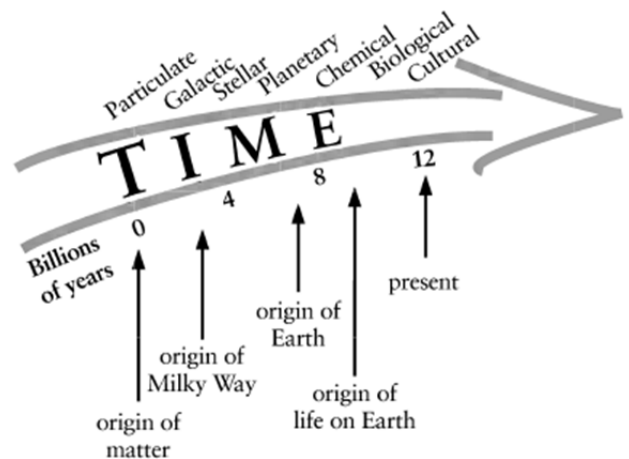 Particulate
Galactic
Stellar
Planetary
Chemical
Biological
Cultural
TIME
0
4
8
12
Billions
of years
origin of
matter
origin of
Milky Way
origin of
Earth
origin of
life on Earth
present